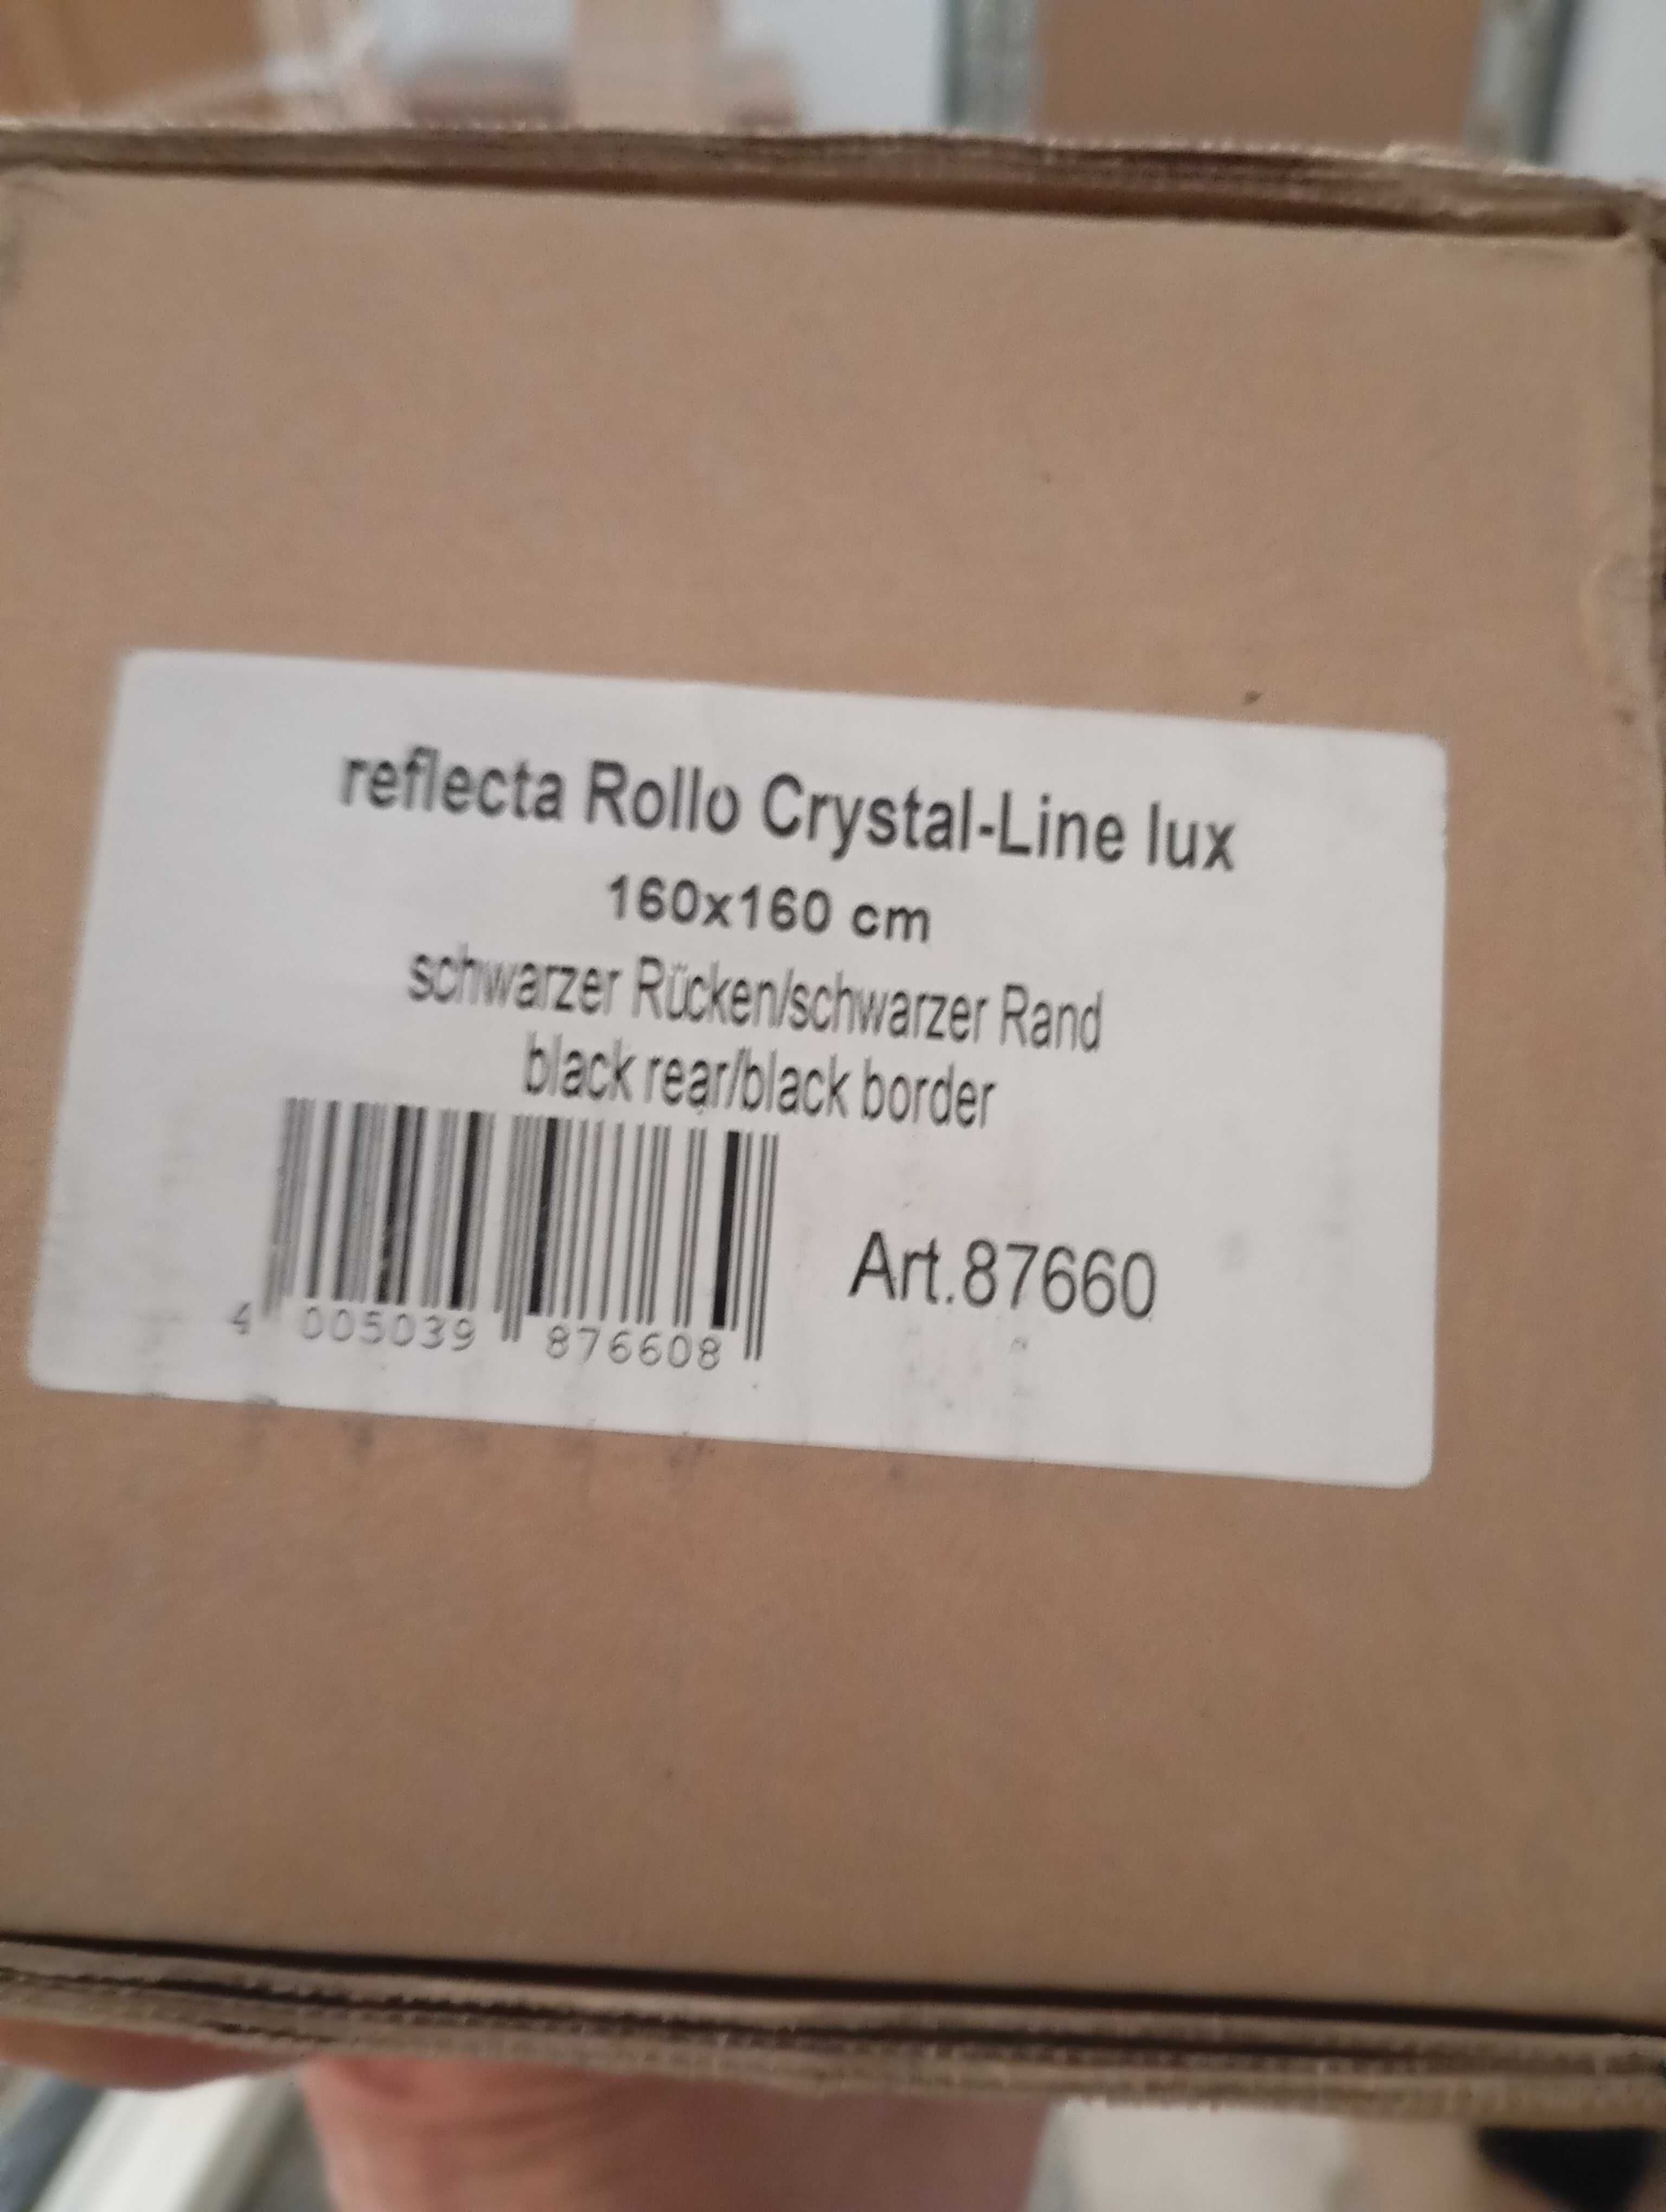 reflecta Rollo Crystal-Line lux
160x160 cm
schwarzer Rücken/schwarzer Rand
black rear/black border
Art.87660
4 005039 876608